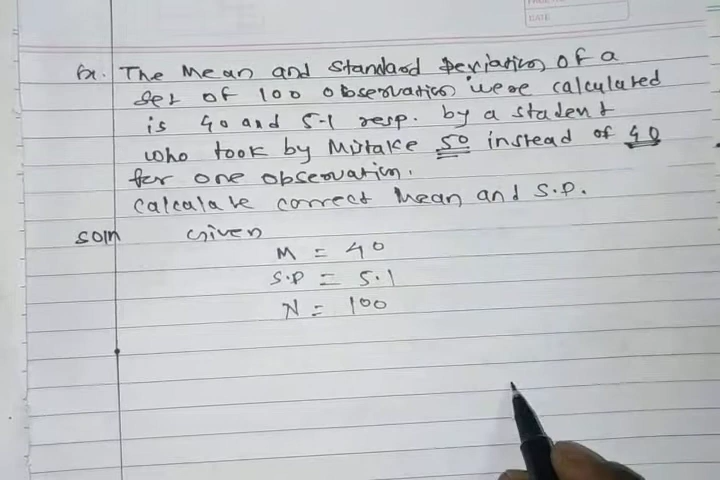 DATE
Ex. The Mean and Standard Deviation of a
set of 100 observation were calculated
is 40 and 5.1 resp. by a student
who took by Mistake 50 instead of 40
for one observation.
calculate correct Mean and S.D.
Soln Given
M = 40
S.D = 5.1
N = 100